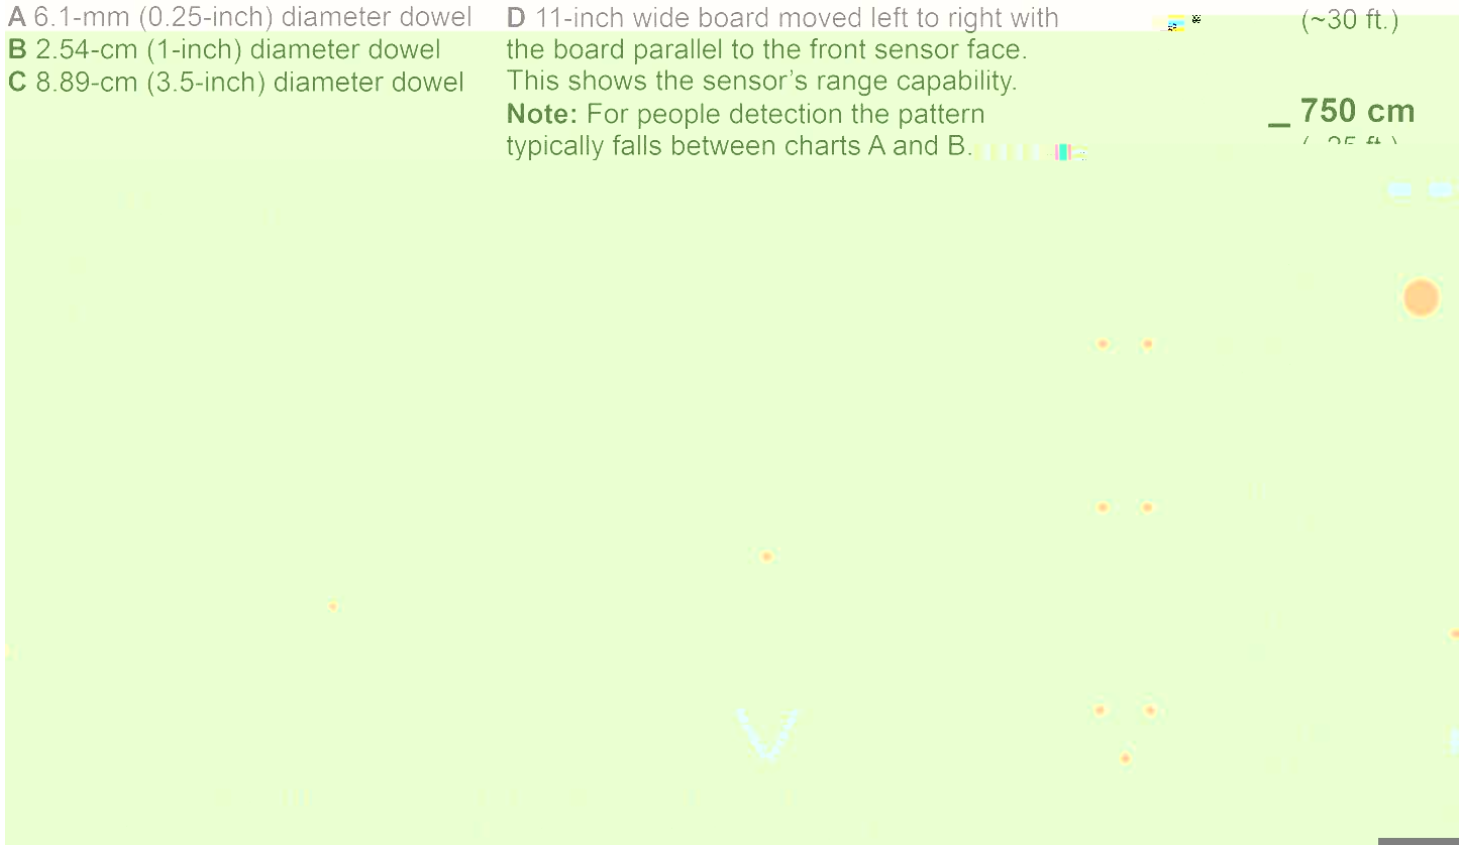 A 6.1-mm (0.25-inch) diameter dowel
B 2.54-cm (1-inch) diameter dowel
C 8.89-cm (3.5-inch) diameter dowel
D 11-inch wide board moved left to right with
the board parallel to the front sensor face.
This shows the sensor's range capability.
Note: For people detection the pattern
typically falls between charts A and B.
(~30 ft.)
750 cm